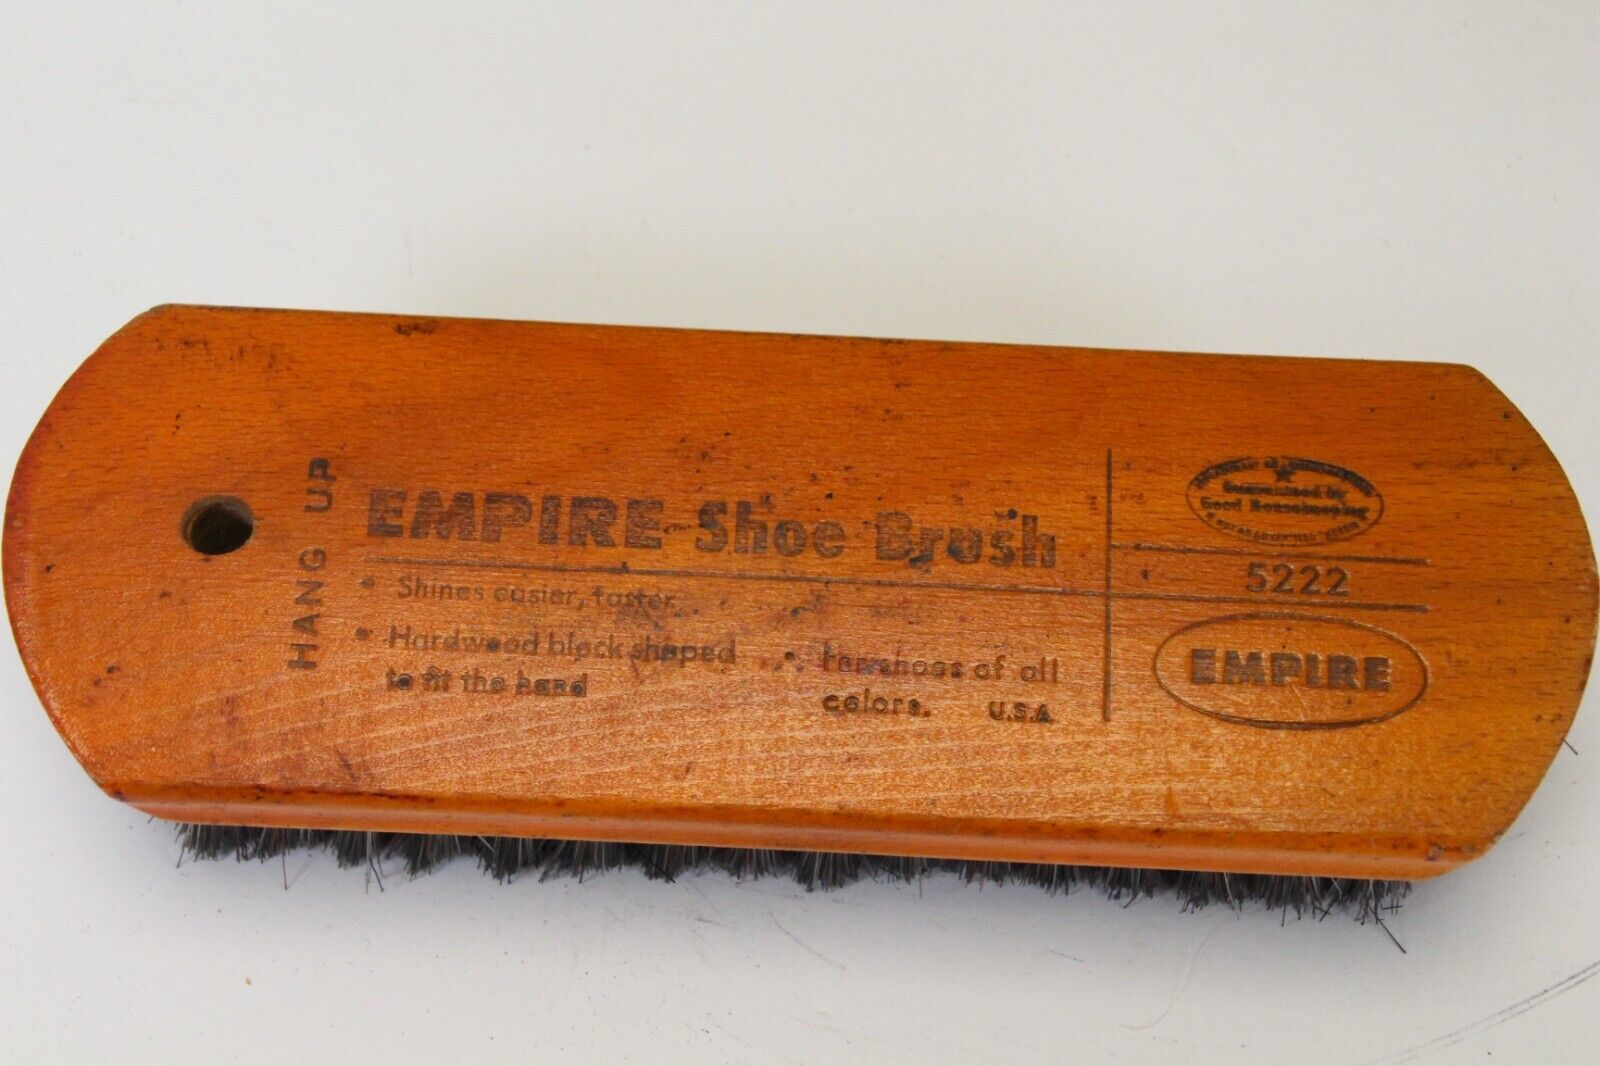 HANG UP
EMPIRE Shoe Brush
• Shines easier, faster.
• Hardwood block shaped
to fit the hand
• For shoes of all
colors. U.S.A
Guaranteed by
Good Housekeeping
5222
EMPIRE